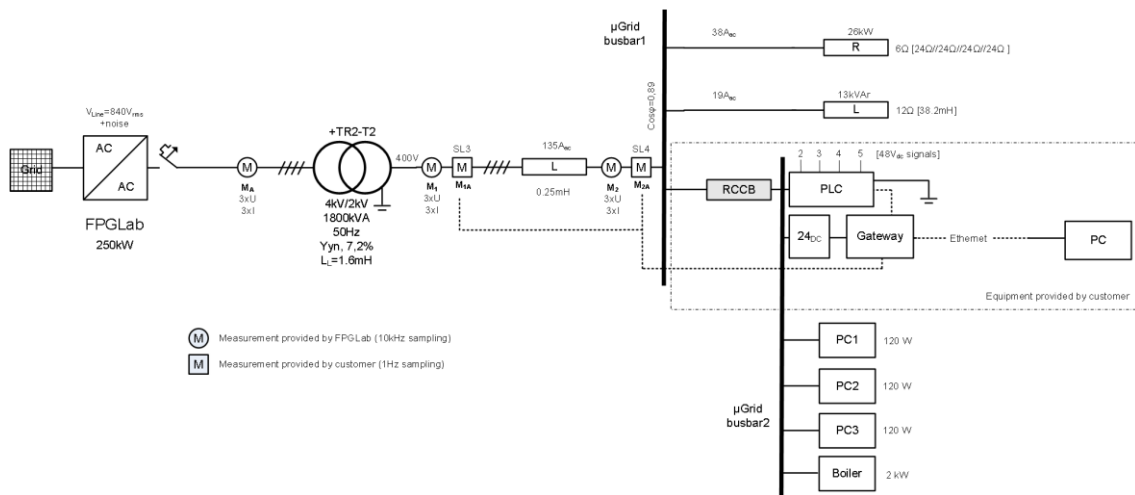 µGrid
busbar1
38Aac
26kW
R
6Ω [24Ω//24Ω//24Ω//24Ω ]
19Aac
13kVAr
L
12Ω [38.2mH]
Cosφ=0,89
VLine=840Vrms
+noise
AC
AC
Grid
FPGLab
250kW
MA
3xU
3xI
M
+TR2-T2
4kV/2kV
1800kVA
50Hz
Yyn, 7,2%
LL=1.6mH
400V
M
M1
3xU
3xI
SL3
M
M1A
135Aac
L
0.25mH
M
M2
3xU
3xI
SL4
M
M2A
RCCB
2 3 4 5 [48Vdc signals]
PLC
24DC
Gateway
Ethernet
PC
Equipment provided by customer
M Measurement provided by FPGLab (10kHz sampling)
M Measurement provided by customer (1Hz sampling)
µGrid
busbar2
PC1 120 W
PC2 120 W
PC3 120 W
Boiler 2 kW